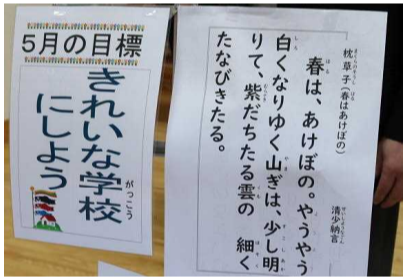 5月の目標
きれいな学校
にしよう
枕草子(春はあけぼの)
清少納言
春は、あけぼの。やうやう
白くなりゆく山ぎは、少し明
りて、紫だちたる雲の 細く
たなびきたる。